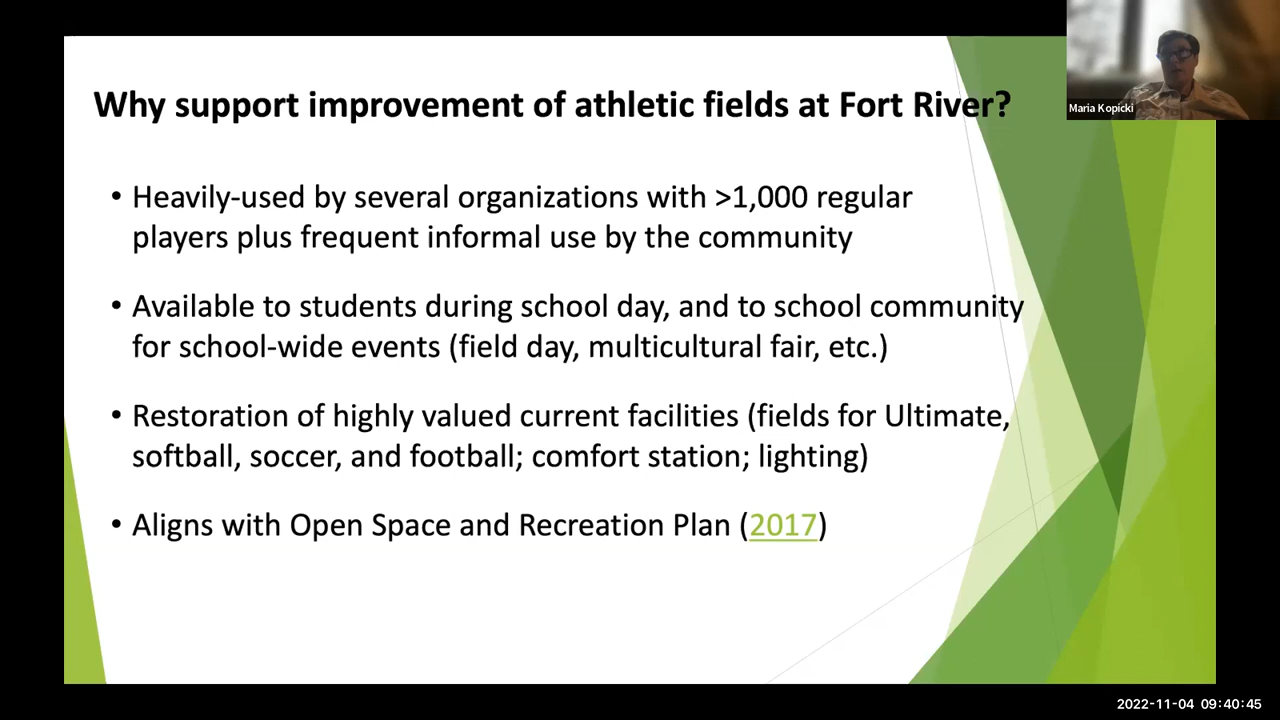 Why support improvement of athletic fields at Fort River?
Maria Kopicki
• Heavily-used by several organizations with >1,000 regular
players plus frequent informal use by the community
• Available to students during school day, and to school community
for school-wide events (field day, multicultural fair, etc.)
• Restoration of highly valued current facilities (fields for Ultimate,
softball, soccer, and football; comfort station; lighting)
• Aligns with Open Space and Recreation Plan (2017)
2022-11-04 09:40:45